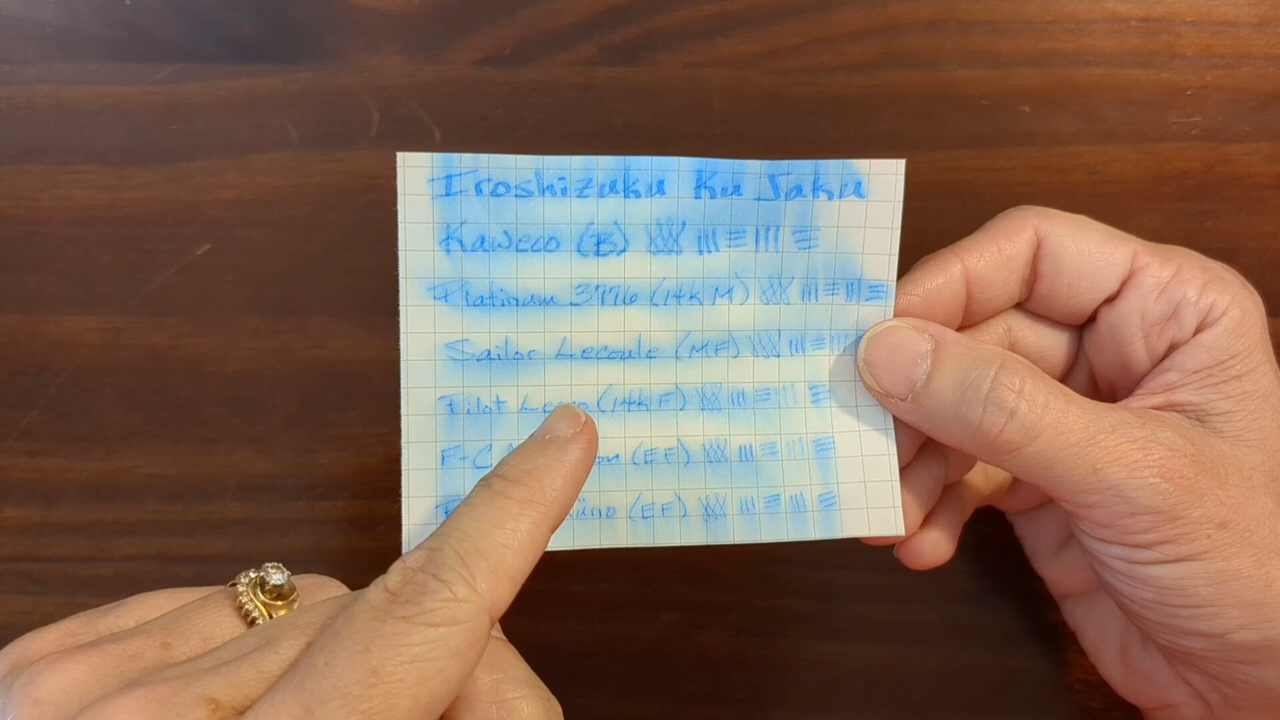 Iroshizuku Ku Jaku
Kaweco (B)
Platinum 3776 (14k M)
Sailor Lecoule (MF)
Pilot (14k F)
F-C (EF)
(EF)